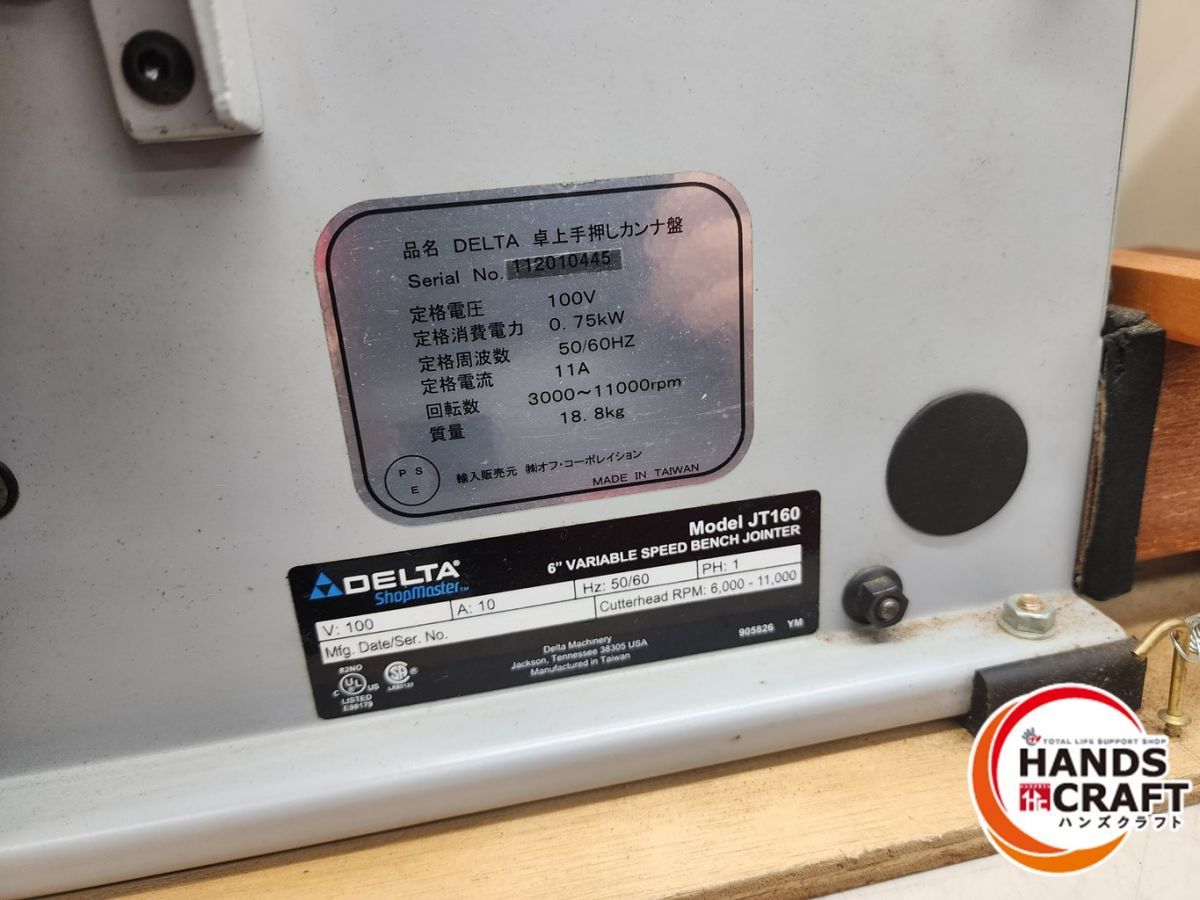 品名 DELTA 卓上手押しカンナ盤
Serial No. 112010445
定格電圧 100V
定格消費電力 0.75kW
定格周波数 50/60HZ
定格電流 11A
回転数 3000～11000rpm
質量 18.8kg
P S
E
輸入販売元 ㈱オフ・コーポレイション
MADE IN TAIWAN
Model JT160
6" VARIABLE SPEED BENCH JOINTER
DELTA®
ShopMaster™
V: 100 A: 10 Hz: 50/60 PH: 1
Mfg. Date/Ser. No. Cutterhead RPM: 6,000 - 11,000
82NO
C UL US
LISTED
E99179
SA ®
Delta Machinery
Jackson, Tennessee 38305 USA
Manufactured in Taiwan
905826 YM
TOTAL LIFE SUPPORT SHOP
HANDS
CRAFT
ハンズクラフト